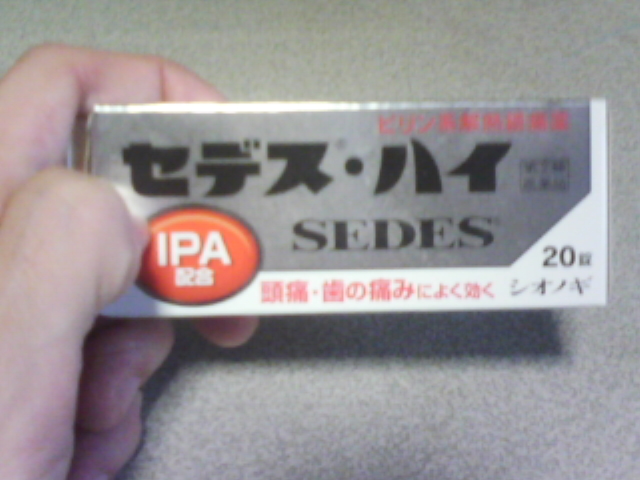 ピリン系解熱鎮痛薬
セデス・ハイ
SEDES
IPA
配合
20錠
頭痛・歯の痛みによく効く
シオノギ